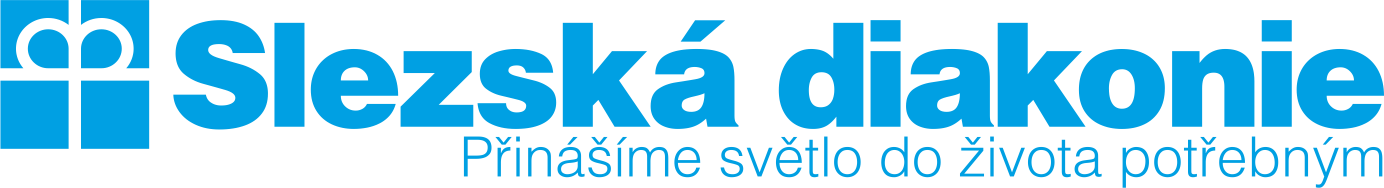 Slezská diakonie
Přinášíme světlo do života potřebným